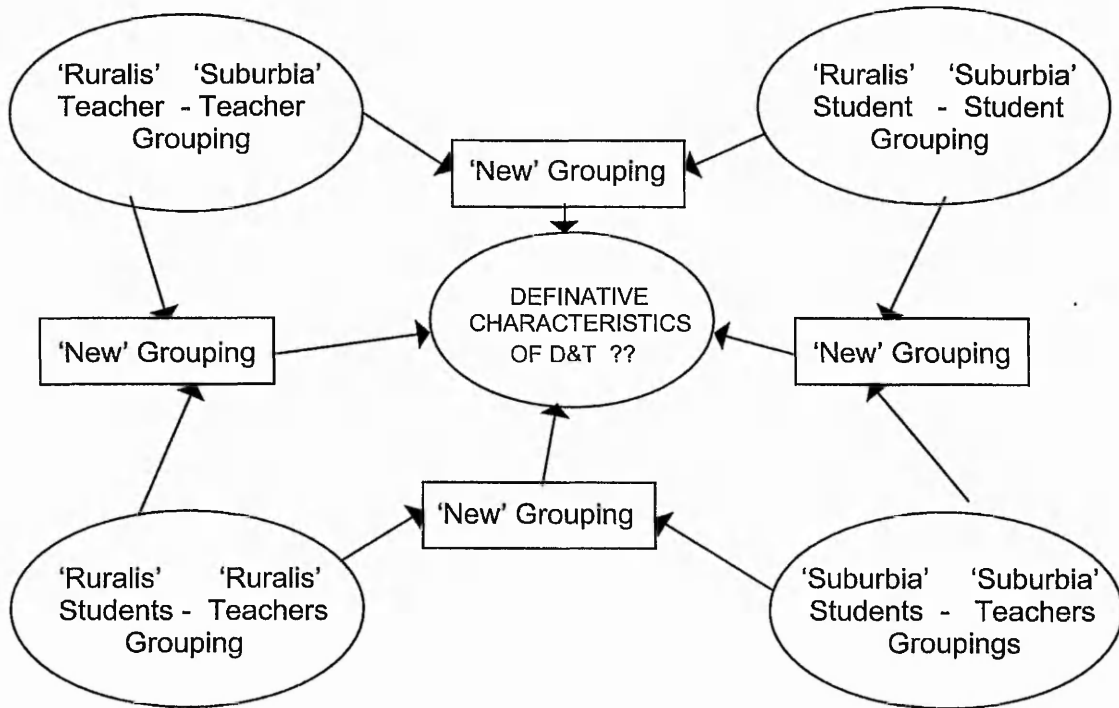 'Ruralis' 'Suburbia'
Teacher - Teacher
Grouping
'Ruralis' 'Suburbia'
Student - Student
Grouping
'New' Grouping
'New' Grouping
DEFINATIVE
CHARACTERISTICS
OF D&T ??
'New' Grouping
'New' Grouping
'Ruralis' 'Ruralis'
Students - Teachers
Grouping
'Suburbia' 'Suburbia'
Students - Teachers
Groupings